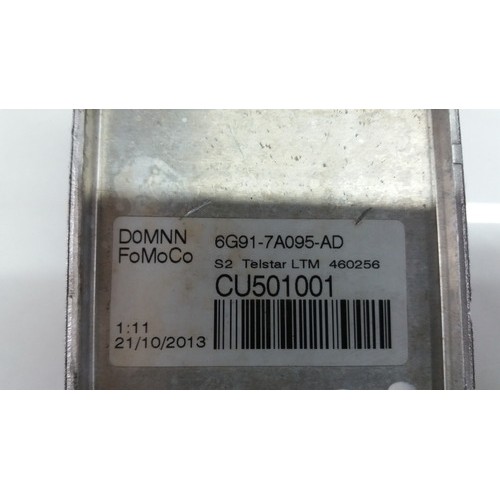 D0MNN 6G91-7A095-AD
FoMoCo S2 Telstar LTM 460256
CU501001
1:11
21/10/2013